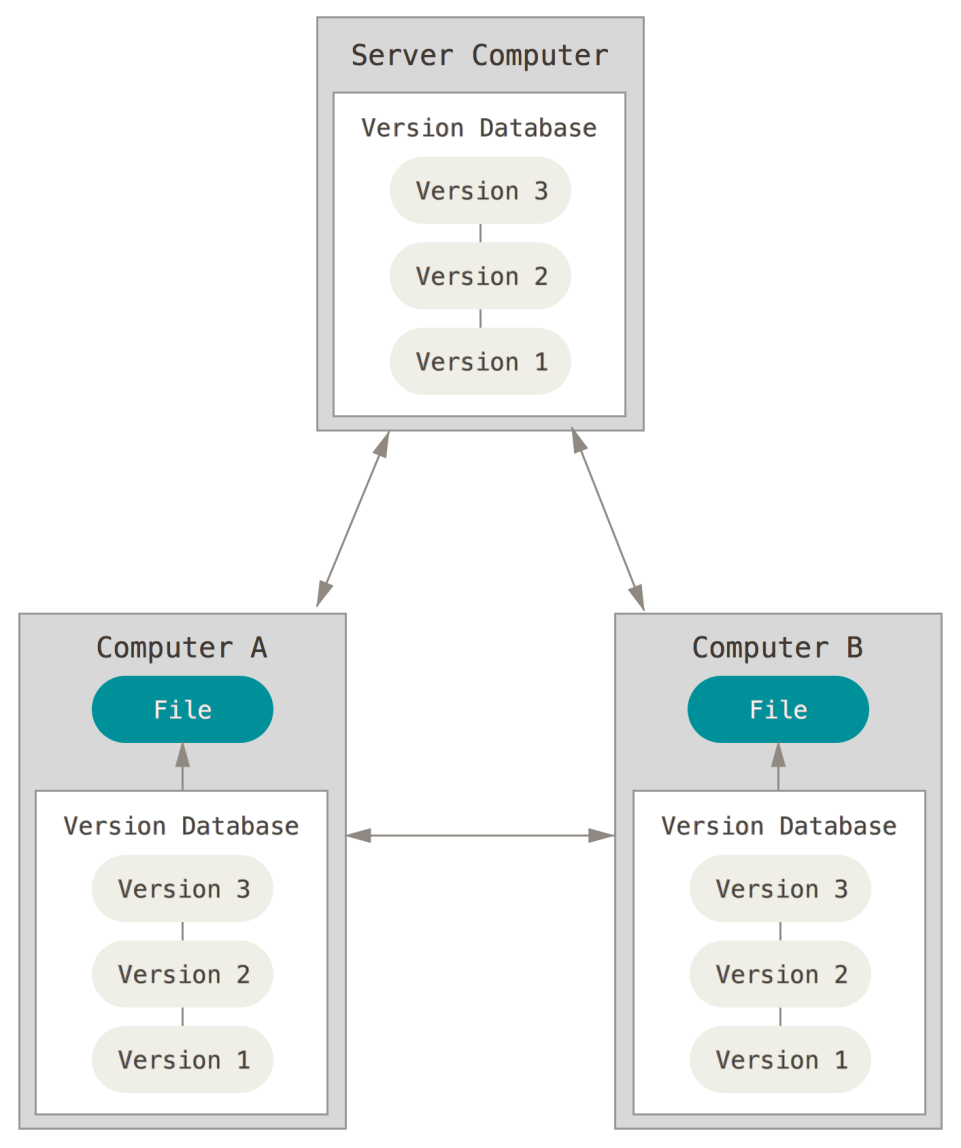 Server Computer
Version Database
Version 3
Version 2
Version 1
Computer A
File
Version Database
Version 3
Version 2
Version 1
Computer B
File
Version Database
Version 3
Version 2
Version 1